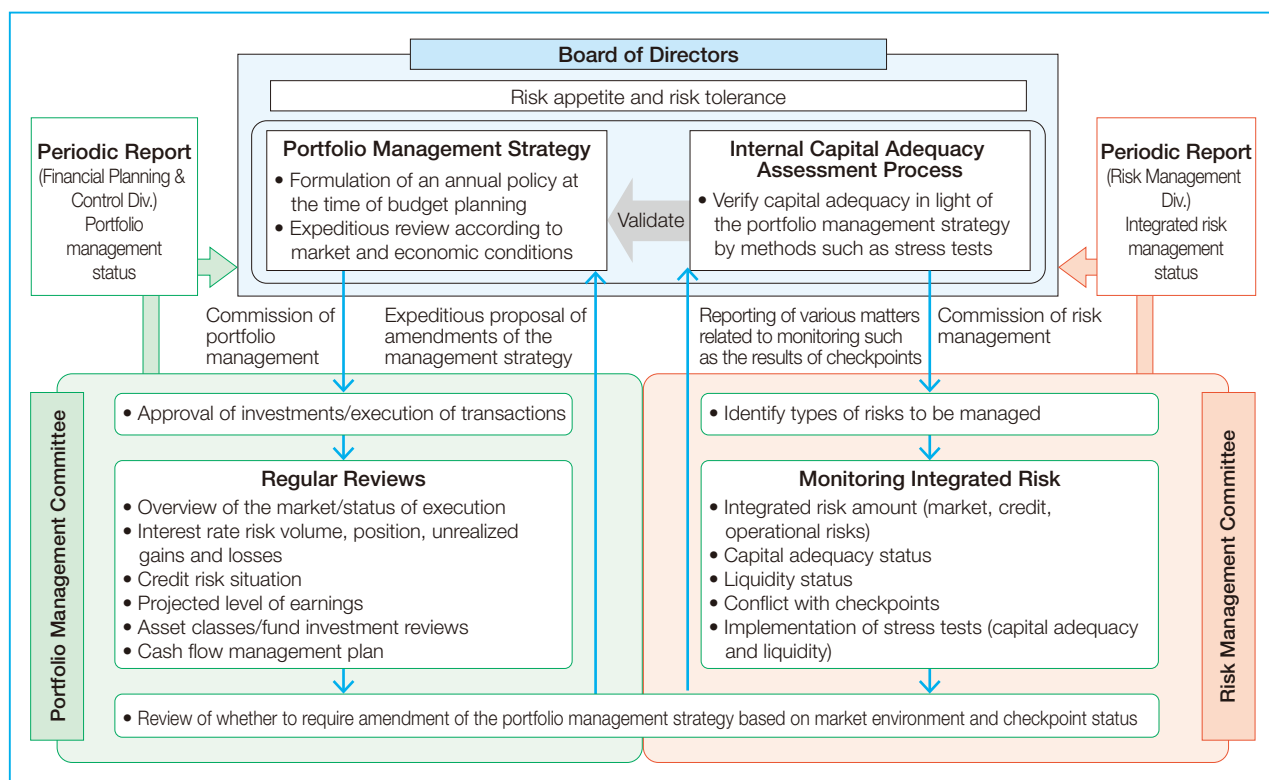 Board of Directors
Risk appetite and risk tolerance
Periodic Report
(Financial Planning &
Control Div.)
Portfolio
management
status
Portfolio Management Strategy
• Formulation of an annual policy at
the time of budget planning
• Expeditious review according to
market and economic conditions
Validate
Internal Capital Adequacy
Assessment Process
• Verify capital adequacy in light of
the portfolio management strategy
by methods such as stress tests
Periodic Report
(Risk Management
Div.)
Integrated risk
management
status
Commission of
portfolio
management
Expeditious proposal of
amendments of the
management strategy
Reporting of various matters
related to monitoring such
as the results of checkpoints
Commission of risk
management
Portfolio Management Committee
• Approval of investments/execution of transactions
Regular Reviews
• Overview of the market/status of execution
• Interest rate risk volume, position, unrealized
gains and losses
• Credit risk situation
• Projected level of earnings
• Asset classes/fund investment reviews
• Cash flow management plan
• Identify types of risks to be managed
Monitoring Integrated Risk
• Integrated risk amount (market, credit,
operational risks)
• Capital adequacy status
• Liquidity status
• Conflict with checkpoints
• Implementation of stress tests (capital adequacy
and liquidity)
Risk Management Committee
• Review of whether to require amendment of the portfolio management strategy based on market environment and checkpoint status